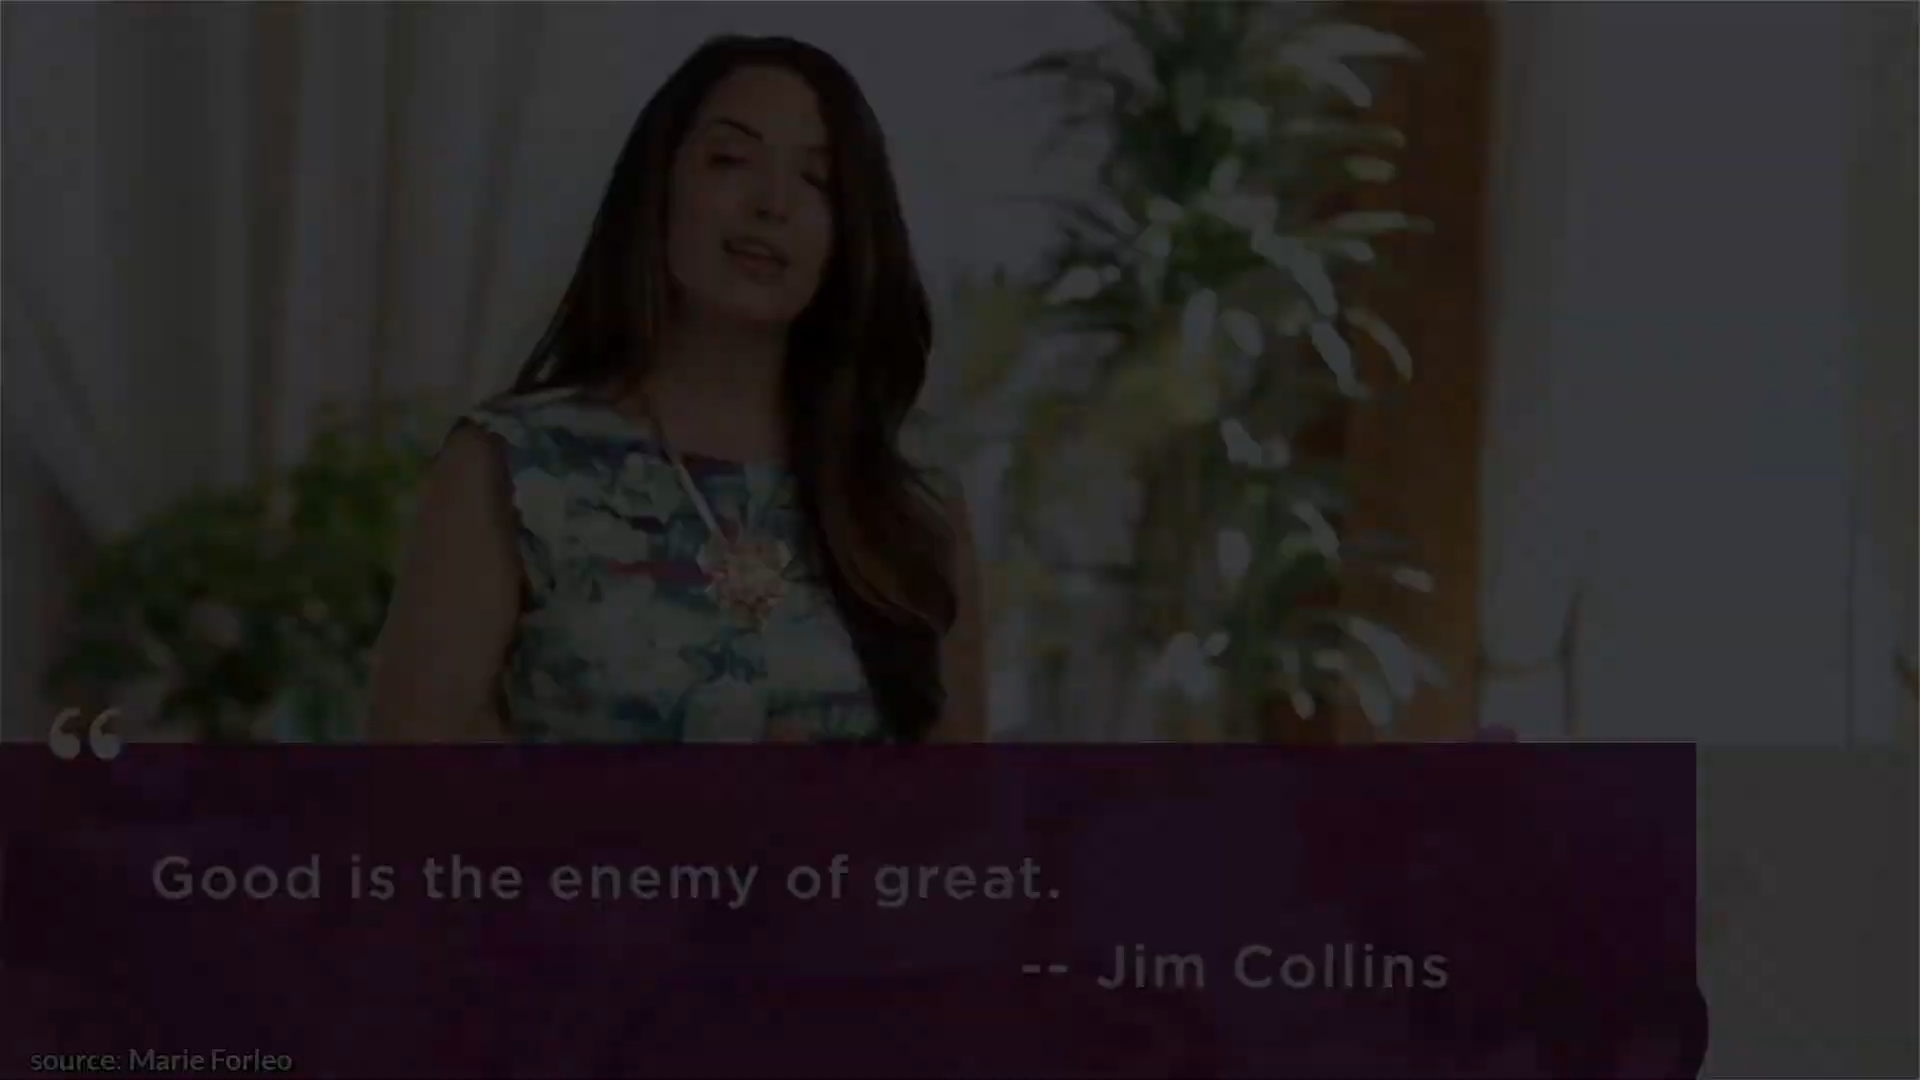 “
Good is the enemy of great.
-- Jim Collins
source: Marie Forleo